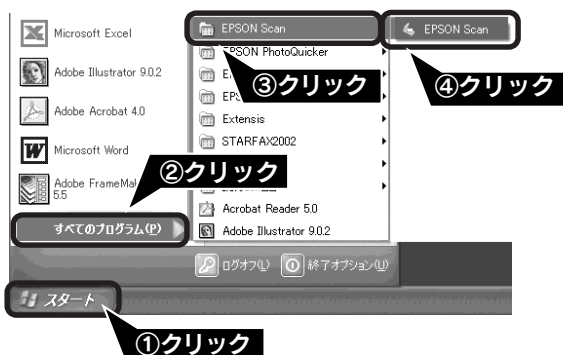 Microsoft Excel
Adobe Illustrator 9.0.2
Adobe Acrobat 4.0
Microsoft Word
Adobe FrameMa
5.5
すべてのプログラム(P)
EPSON Scan
EPSON PhotoQuicker
E
EPS
Extensis
STARFAX2002
Acrobat Reader 5.0
Adobe Illustrator 9.0.2
EPSON Scan
ログオフ(L)
終了オプション(U)
スタート
①クリック
②クリック
③クリック
④クリック